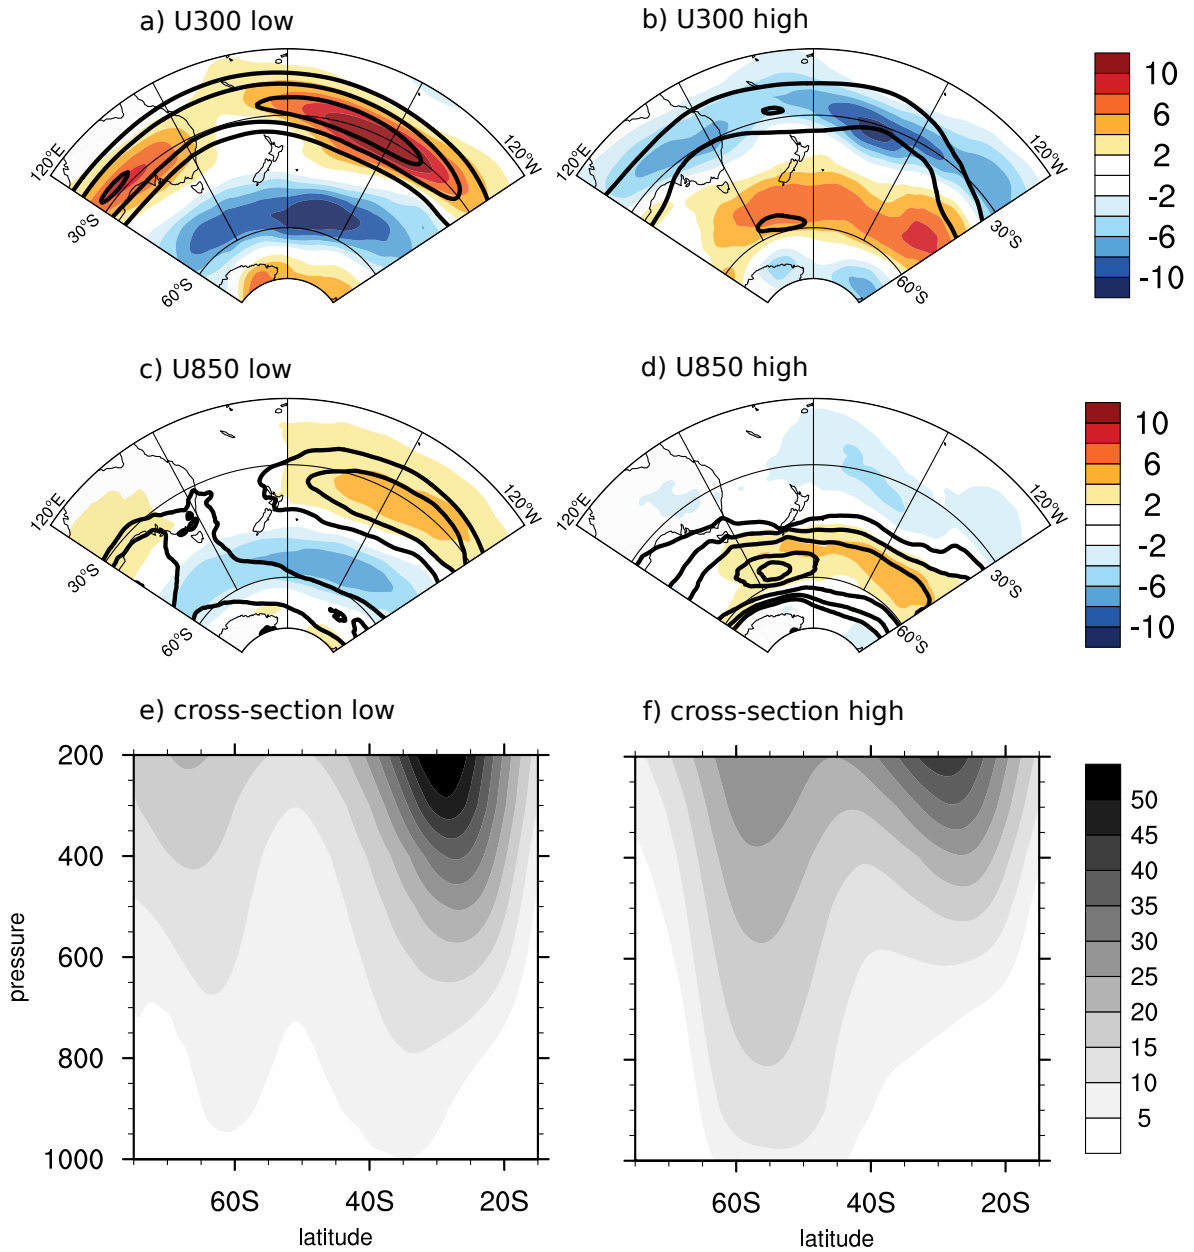 a) U300 low
b) U300 high
120°E
30°S
60°S
120°W
120°E
60°S
30°S
120°W
10
6
2
-2
-6
-10
c) U850 low
d) U850 high
120°E
30°S
60°S
120°W
120°E
60°S
30°S
120°W
10
6
2
-2
-6
-10
e) cross-section low
f) cross-section high
200
400
600
800
1000
pressure
60S
40S
20S
latitude
60S
40S
20S
latitude
50
45
40
35
30
25
20
15
10
5